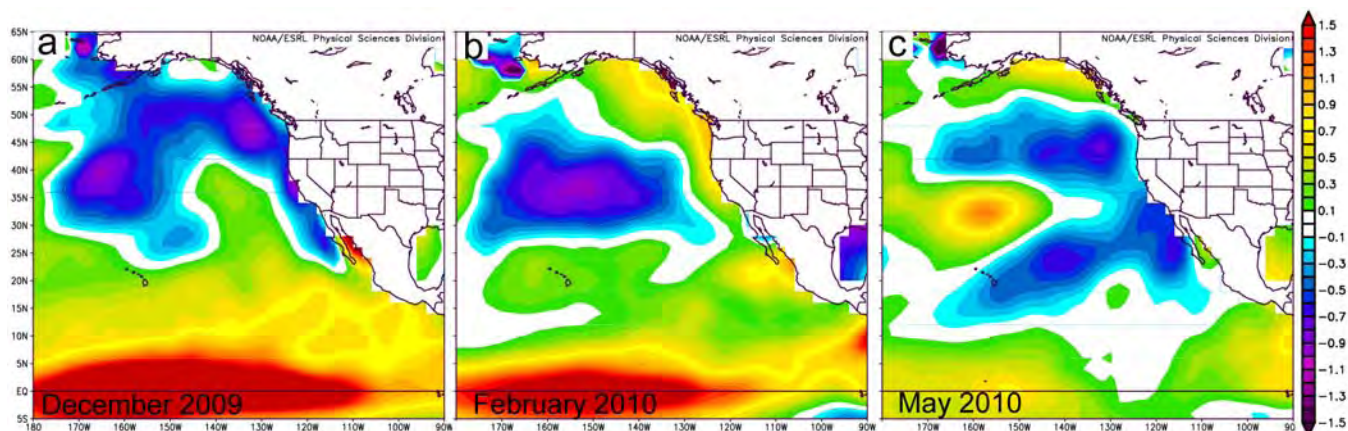 a
NOAA/ESRL Physical Sciences Division
b
NOAA/ESRL Physical Sciences Division
c
NOAA/ESRL Physical Sciences Division
65N
60N
55N
50N
45N
40N
35N
30N
25N
20N
15N
10N
5N
EQ
5S
1.5
1.3
1.1
0.9
0.7
0.5
0.3
0.1
-0.1
-0.3
-0.5
-0.7
-0.9
-1.1
-1.3
-1.5
December 2009
February 2010
May 2010
180 170W 160W 150W 140W 130W 120W 110W 100W 90W
170W 160W 150W 140W 130W 120W 110W 100W 90W
170W 160W 150W 140W 130W 120W 110W 100W 90W